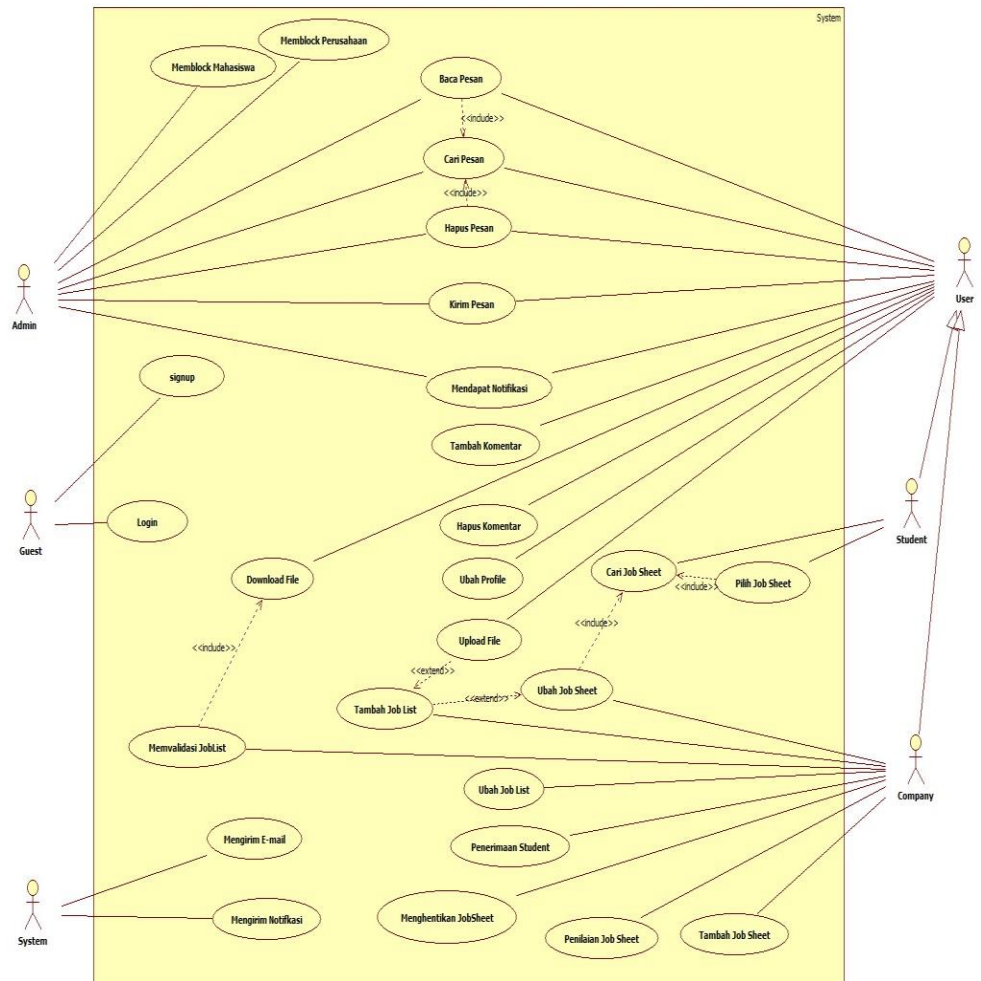 System
Memblock Perusahaan
Memblock Mahasiswa
Baca Pesan
<<include>>
Cari Pesan
<<include>>
Hapus Pesan
Admin
User
Kirim Pesan
signup
Mendapat Notifikasi
Tambah Komentar
Guest
Login
Hapus Komentar
Student
Download File
Ubah Profile
Cari Job Sheet
Pilih Job Sheet
<<include>>
<<include>>
Upload File
<<include>>
<<extend>>
Ubah Job Sheet
<<extend>>
Tambah Job List
Memvalidasi JobList
Ubah Job List
Company
Mengirim E-mail
Penerimaan Student
Mengirim Notifkasi
Menghentikan JobSheet
Penilaian Job Sheet
Tambah Job Sheet
System